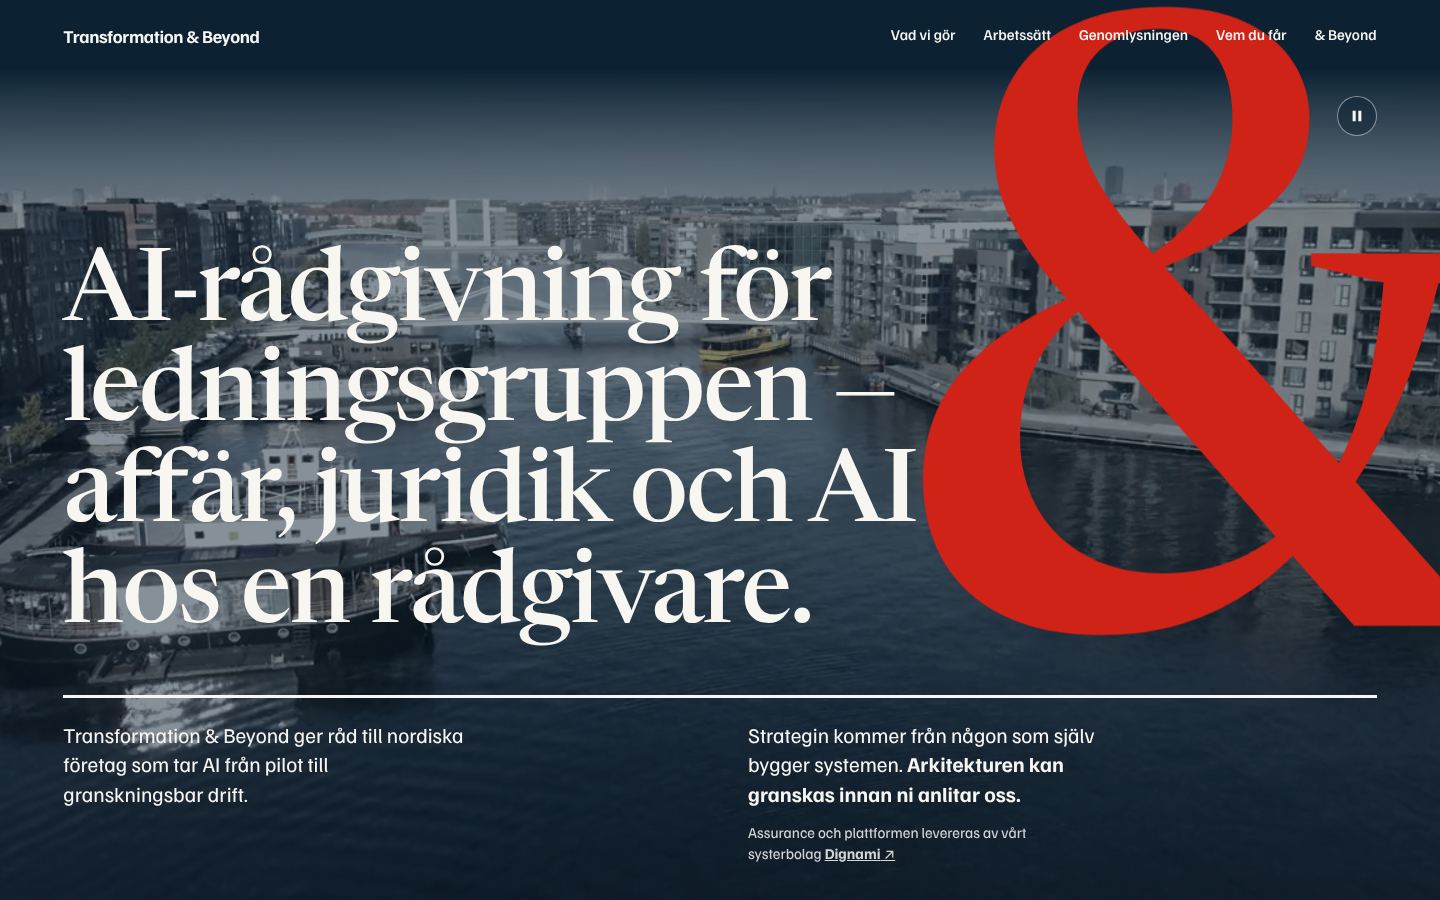 Transformation & Beyond
Vad vi gör
Arbetssätt
Genomlysningen
Vem du får
& Beyond
&
AI-rådgivning för
ledningsgruppen —
affär, juridik och AI
hos en rådgivare.
Transformation & Beyond ger råd till nordiska
företag som tar AI från pilot till
granskningsbar drift.
Strategin kommer från någon som själv
bygger systemen. Arkitekturen kan
granskas innan ni anlitar oss.
Assurance och plattformen levereras av vårt
systerbolag Dignami ↗